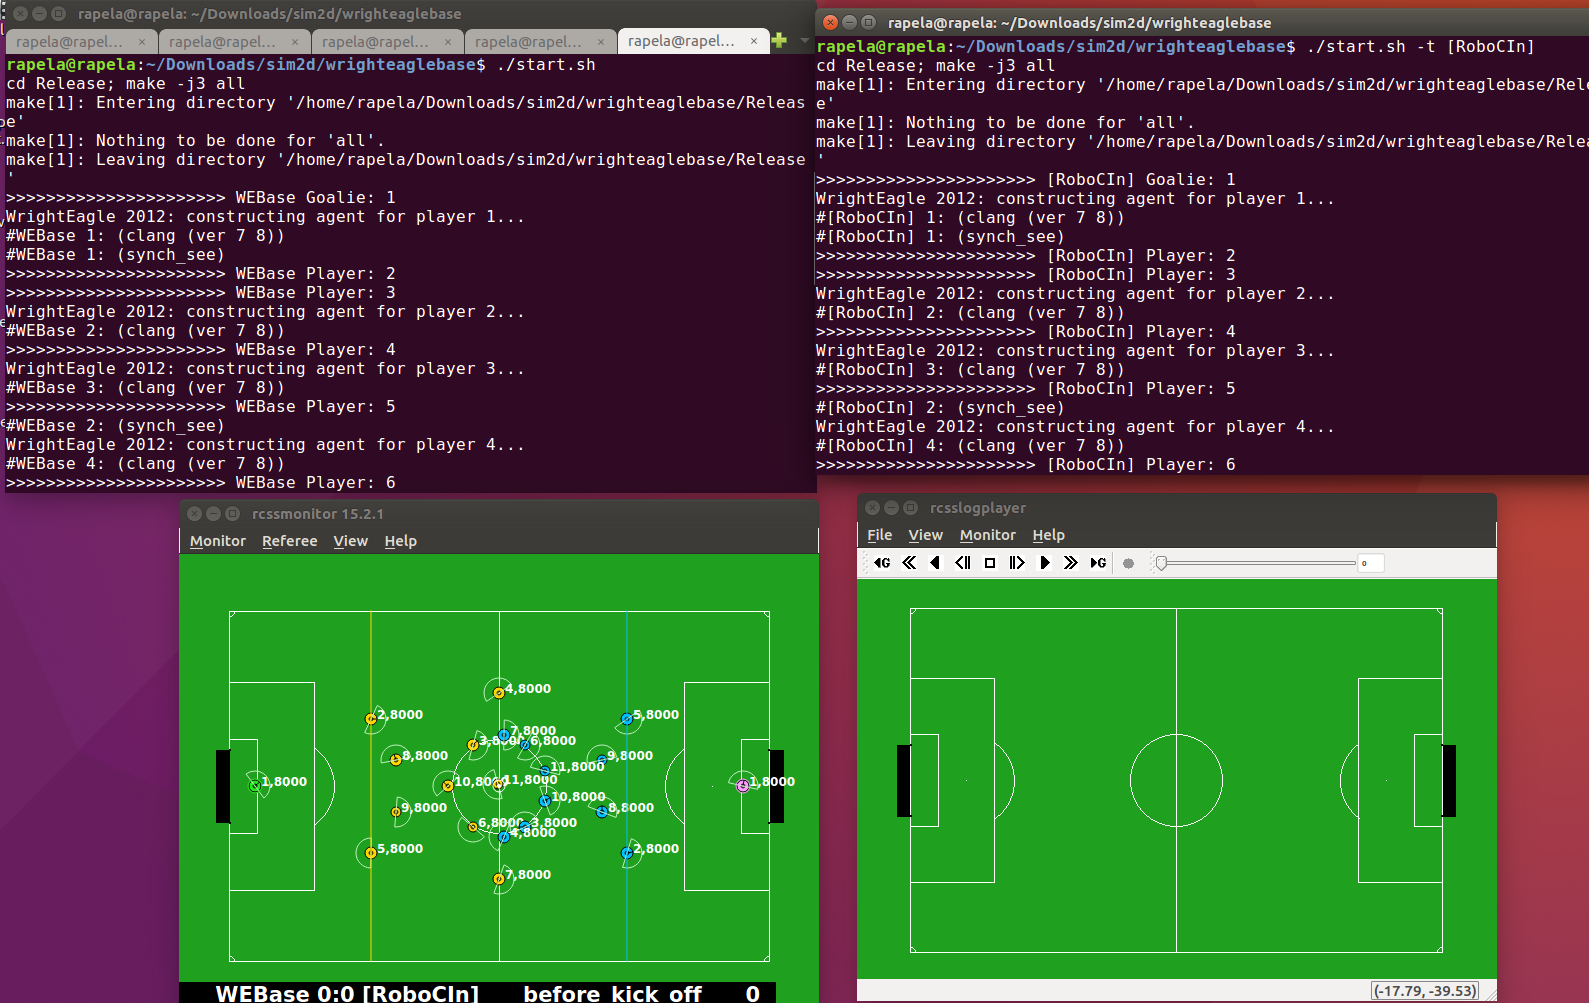 rapela@rapela: ~/Downloads/sim2d/wrighteaglebase
rapela@rapel... × rapela@rapel... × rapela@rapel... × rapela@rapel... × rapela@rapel... ×
rapela@rapela:~/Downloads/sim2d/wrighteaglebase$ ./start.sh
cd Release; make -j3 all
make[1]: Entering directory '/home/rapela/Downloads/sim2d/wrighteaglebase/Releas
e'
make[1]: Nothing to be done for 'all'.
make[1]: Leaving directory '/home/rapela/Downloads/sim2d/wrighteaglebase/Release
'
>>>>>>>>>>>>>>>>>>>>>> WEBase Goalie: 1
WrightEagle 2012: constructing agent for player 1...
#WEBase 1: (clang (ver 7 8))
#WEBase 1: (synch_see)
>>>>>>>>>>>>>>>>>>>>>> WEBase Player: 2
>>>>>>>>>>>>>>>>>>>>>> WEBase Player: 3
WrightEagle 2012: constructing agent for player 2...
#WEBase 2: (clang (ver 7 8))
>>>>>>>>>>>>>>>>>>>>>> WEBase Player: 4
WrightEagle 2012: constructing agent for player 3...
#WEBase 3: (clang (ver 7 8))
>>>>>>>>>>>>>>>>>>>>>> WEBase Player: 5
#WEBase 2: (synch_see)
WrightEagle 2012: constructing agent for player 4...
#WEBase 4: (clang (ver 7 8))
>>>>>>>>>>>>>>>>>>>>>> WEBase Player: 6
rapela@rapela: ~/Downloads/sim2d/wrighteaglebase
rapela@rapela:~/Downloads/sim2d/wrighteaglebase$ ./start.sh -t [RoboCIn]
cd Release; make -j3 all
make[1]: Entering directory '/home/rapela/Downloads/sim2d/wrighteaglebase/Rele
e'
make[1]: Nothing to be done for 'all'.
make[1]: Leaving directory '/home/rapela/Downloads/sim2d/wrighteaglebase/Relea
'
>>>>>>>>>>>>>>>>>>>>>> [RoboCIn] Goalie: 1
WrightEagle 2012: constructing agent for player 1...
#[RoboCIn] 1: (clang (ver 7 8))
#[RoboCIn] 1: (synch_see)
>>>>>>>>>>>>>>>>>>>>>> [RoboCIn] Player: 2
>>>>>>>>>>>>>>>>>>>>>> [RoboCIn] Player: 3
WrightEagle 2012: constructing agent for player 2...
#[RoboCIn] 2: (clang (ver 7 8))
>>>>>>>>>>>>>>>>>>>>>> [RoboCIn] Player: 4
WrightEagle 2012: constructing agent for player 3...
#[RoboCIn] 3: (clang (ver 7 8))
>>>>>>>>>>>>>>>>>>>>>> [RoboCIn] Player: 5
#[RoboCIn] 2: (synch_see)
WrightEagle 2012: constructing agent for player 4...
#[RoboCIn] 4: (clang (ver 7 8))
>>>>>>>>>>>>>>>>>>>>>> [RoboCIn] Player: 6
rcssmonitor 15.2.1
Monitor Referee View Help
4,8000
2,8000
5,8000
7,8000
3,8000
6,8000
8,8000
9,8000
11,8000
1,8000
10,8000
11,8000
1,8000
10,8000
9,8000
8,8000
6,8000
3,8000
4,8000
5,8000
2,8000
7,8000
WEBase 0:0 [RoboCIn] before_kick_off 0
rcsslogplayer
File View Monitor Help
G G 0
(-17.79, -39.53)